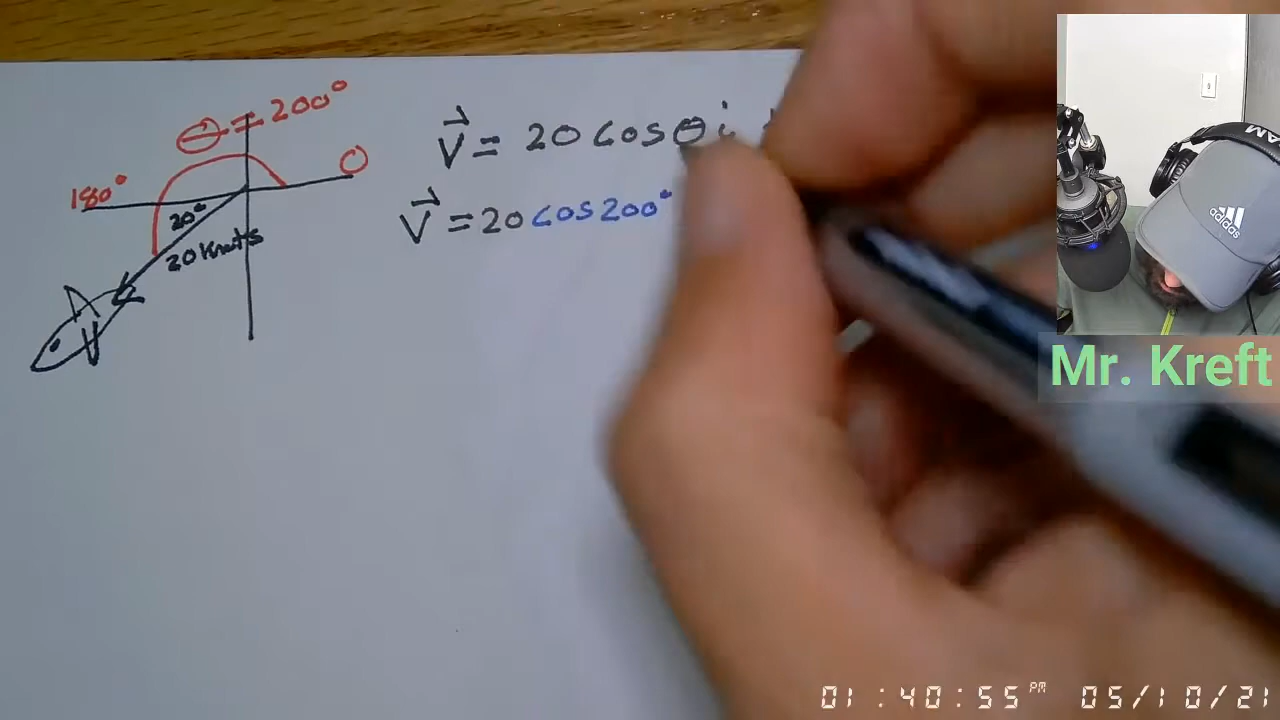 θ = 200°
0
180°
20°
20 Knots
V = 20 cos θ i
V = 20 cos 200°
adidas
Mr. Kreft
01:40:55 PM 05/10/21